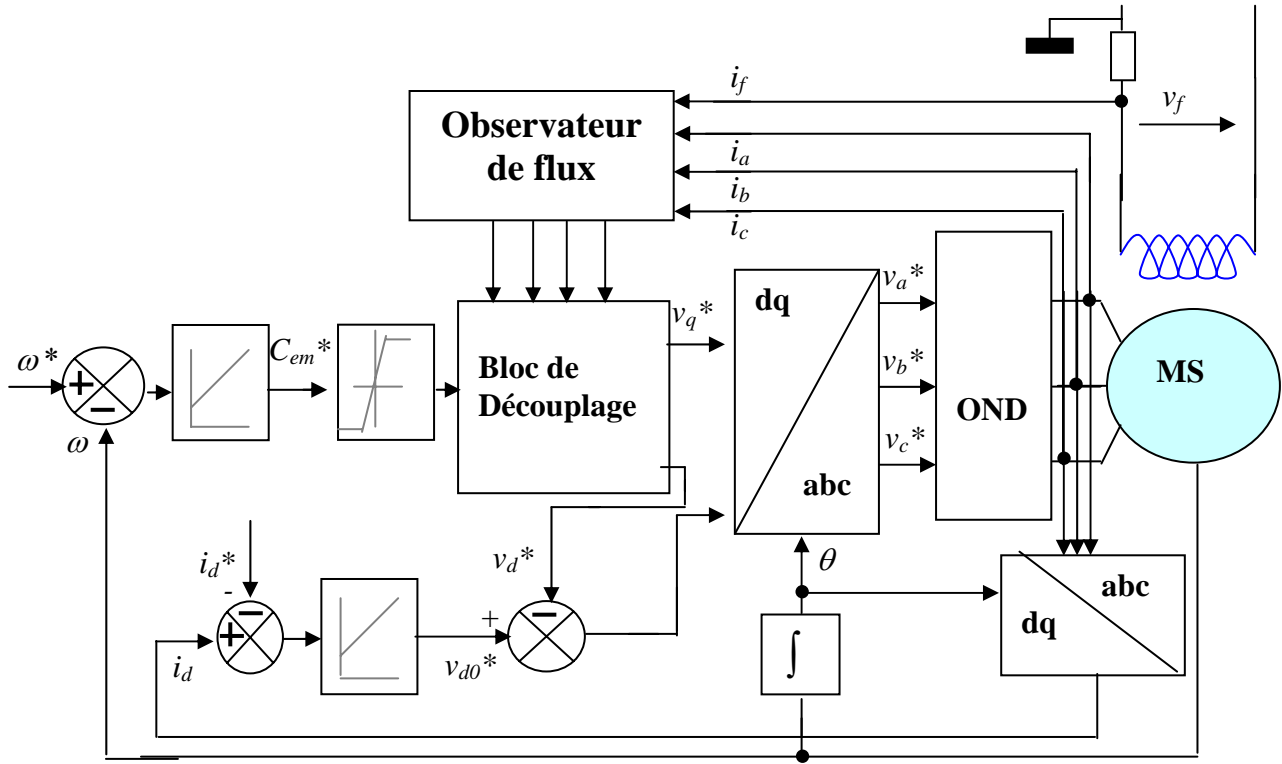 i_f
v_f
Observateur
de flux
i_a
i_b
i_c
dq
abc
v_a*
v_b*
v_c*
v_q*
OND
MS
ω*
+
−
ω
C_em*
Bloc de
Découplage
i_d*
-
−
+
i_d
v_d*
+
−
v_d0*
θ
∫
abc
dq